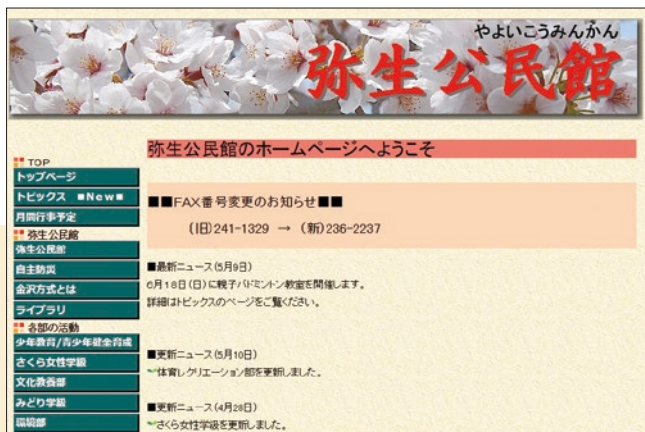 やよいこうみんかん
弥生公民館
TOP
トップページ
トピックス ■New■
月間行事予定
弥生公民館
弥生公民館
自主防災
金沢方式とは
ライブラリ
各部の活動
少年教育/青少年健全育成
さくら女性学級
文化教養部
みどり学級
環境部
弥生公民館のホームページへようこそ
■■FAX番号変更のお知らせ■■
(旧)241-1329 → (新)236-2237
■最新ニュース(5月9日)
6月18日(日)に親子バドミントン教室を開催します。
詳細はトピックスのページをご覧ください。
■更新ニュース(5月10日)
体育レクリエーション部を更新しました。
■更新ニュース(4月28日)
さくら女性学級を更新しました。